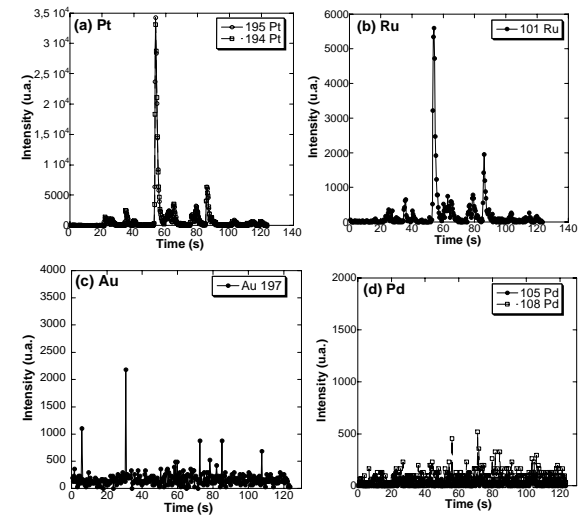 (a) Pt
195 Pt
194 Pt
3,5 10⁴
3 10⁴
2,5 10⁴
2 10⁴
1.5 10⁴
1 10⁴
5000
0
Intensity (u.a.)
0 20 40 60 80 100 120 140
Time (s)
(b) Ru
101 Ru
6000
5000
4000
3000
2000
1000
0
Intensity (u.a.)
0 20 40 60 80 100 120 140
Time (s)
(c) Au
Au 197
4000
3500
3000
2500
2000
1500
1000
500
0
Intensity (u.a.)
0 20 40 60 80 100 120
Time (s)
(d) Pd
105 Pd
108 Pd
2000
1500
1000
500
0
Intensity (u.a.)
0 20 40 60 80 100 120
Time (s)